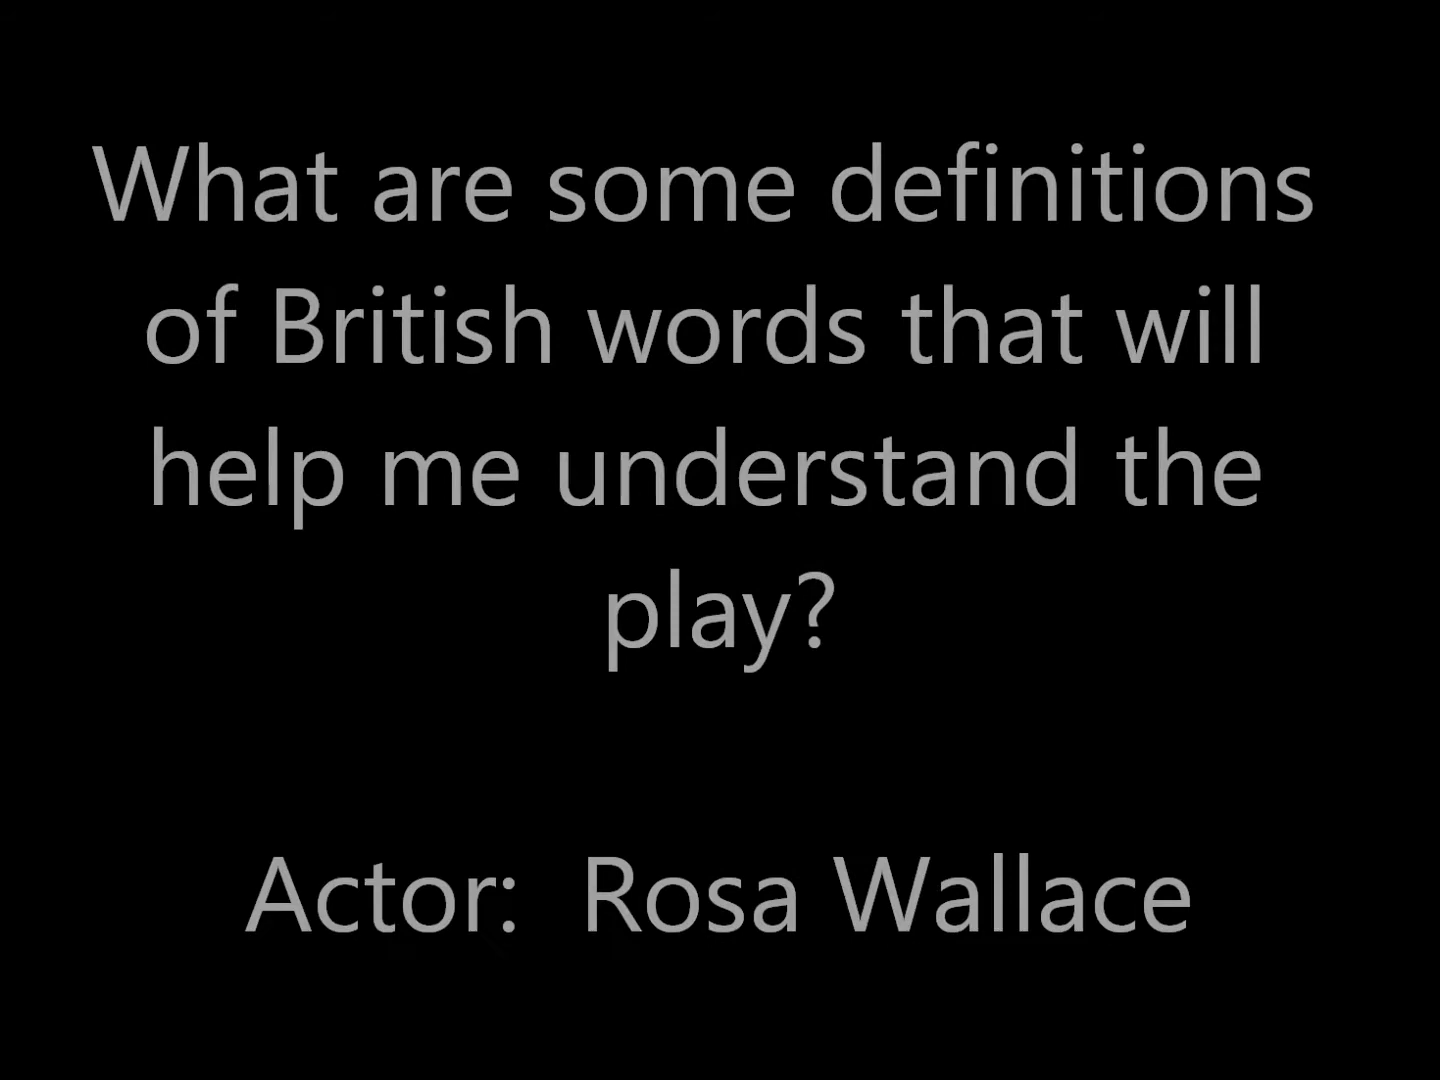 What are some definitions
of British words that will
help me understand the
play?
Actor:  Rosa Wallace